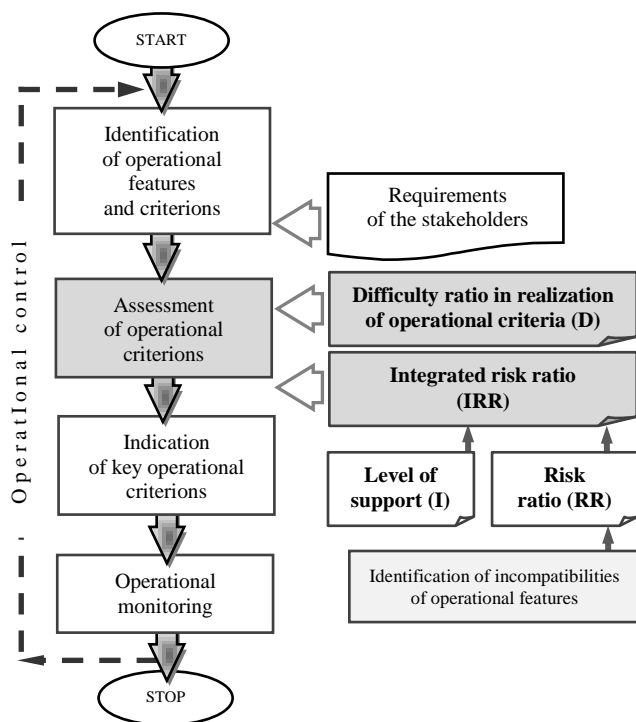 START
Identification
of operational
features
and criterions
Requirements
of the stakeholders
Operational control
Assessment
of operational
criterions
Difficulty ratio in realization
of operational criteria (D)
Integrated risk ratio
(IRR)
Indication
of key operational
criterions
Level of
support (I)
Risk
ratio (RR)
Operational
monitoring
Identification of incompatibilities
of operational features
STOP